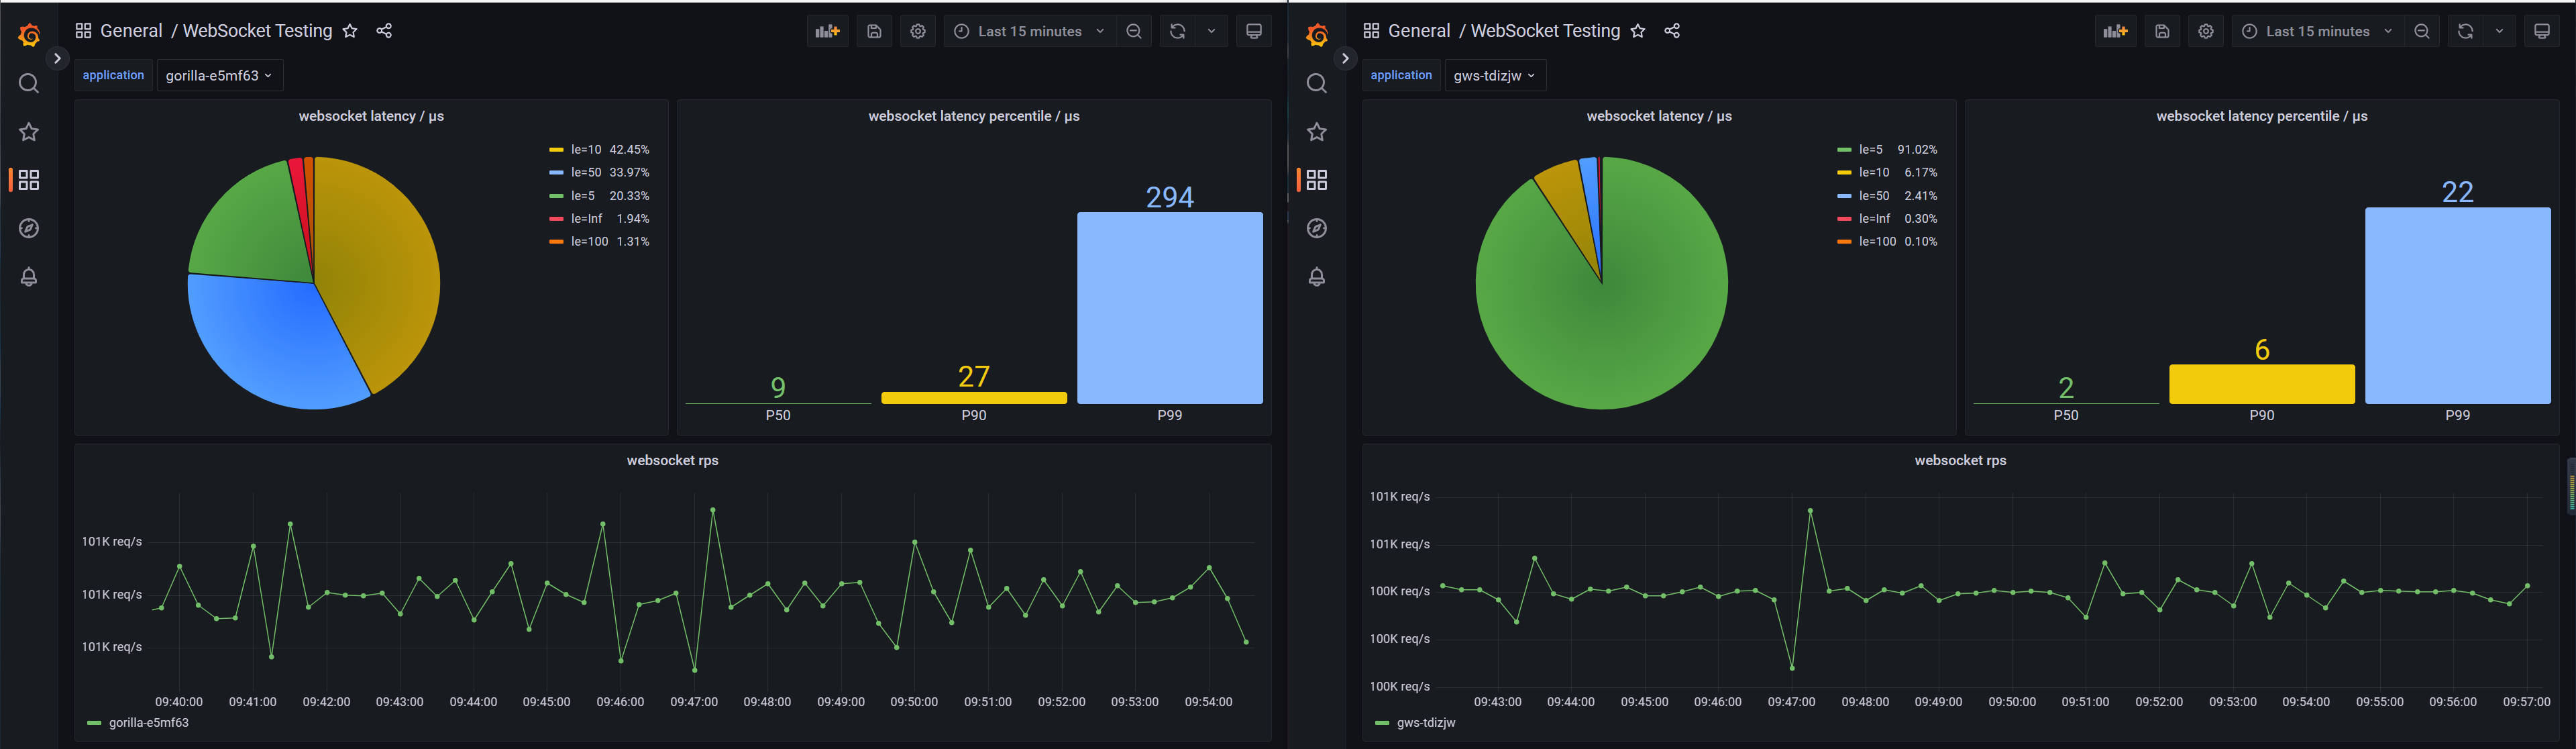 General / WebSocket Testing
Last 15 minutes
application gorilla-e5mf63
websocket latency / µs
le=10 42.45%
le=50 33.97%
le=5 20.33%
le=Inf 1.94%
le=100 1.31%
websocket latency percentile / µs
294
27
9
P50 P90 P99
websocket rps
101K req/s
101K req/s
101K req/s
09:40:00 09:41:00 09:42:00 09:43:00 09:44:00 09:45:00 09:46:00 09:47:00 09:48:00 09:49:00 09:50:00 09:51:00 09:52:00 09:53:00 09:54:00
gorilla-e5mf63
General / WebSocket Testing
Last 15 minutes
application gws-tdizjw
websocket latency / µs
le=5 91.02%
le=10 6.17%
le=50 2.41%
le=Inf 0.30%
le=100 0.10%
websocket latency percentile / µs
22
6
2
P50 P90 P99
websocket rps
101K req/s
101K req/s
100K req/s
100K req/s
100K req/s
09:43:00 09:44:00 09:45:00 09:46:00 09:47:00 09:48:00 09:49:00 09:50:00 09:51:00 09:52:00 09:53:00 09:54:00 09:55:00 09:56:00 09:57:00
gws-tdizjw